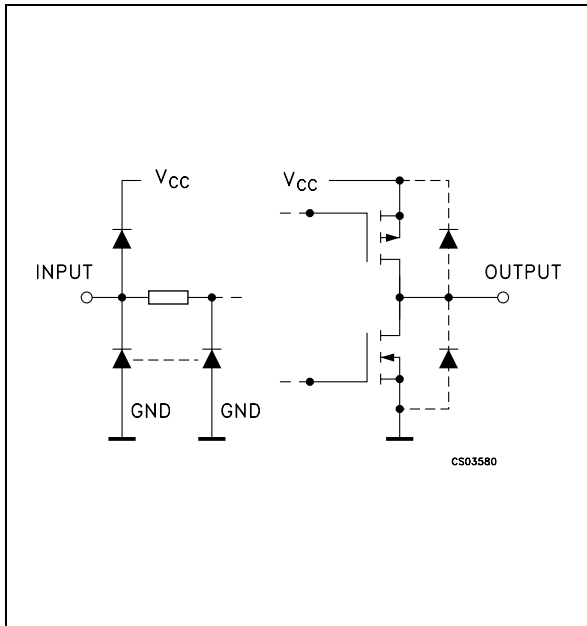 VCC
VCC
INPUT
OUTPUT
GND
GND
CS03580